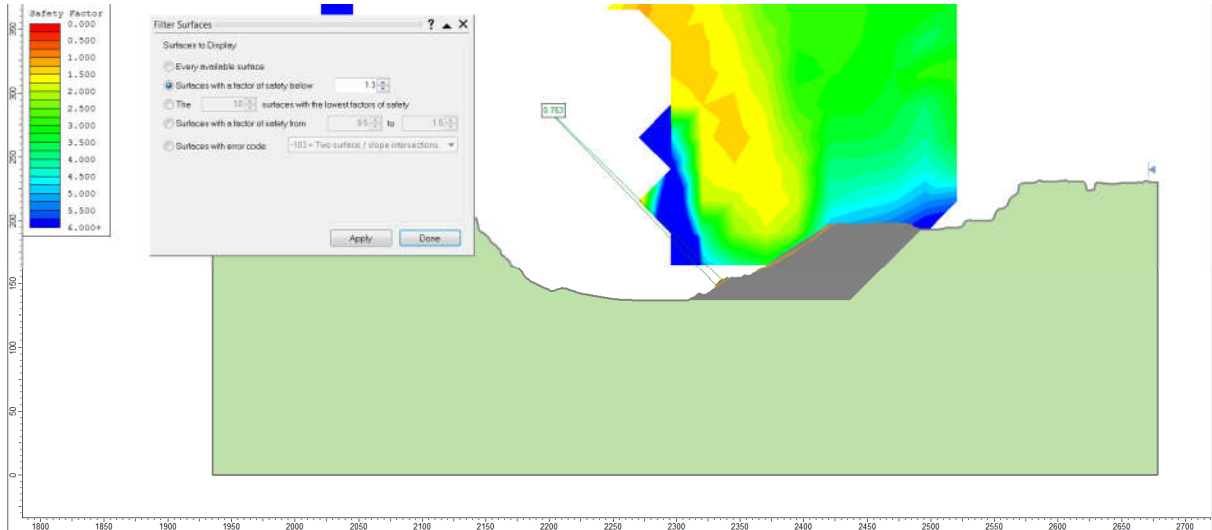 Safety Factor
0.000
0.500
1.000
1.500
2.000
2.500
3.000
3.500
4.000
4.500
5.000
5.500
6.000+
Filter Surfaces ?
Surfaces to Display
Every available surface
Surfaces with a factor of safety below: 1.3
The 10 surfaces with the lowest factors of safety
Surfaces with a factor of safety from 0.5 to 1.5
Surfaces with error code: -103 = Two surface / slope intersections.
Apply Done
0.763
350
300
250
200
150
100
50
0
1800 1850 1900 1950 2000 2050 2100 2150 2200 2250 2300 2350 2400 2450 2500 2550 2600 2650 2700